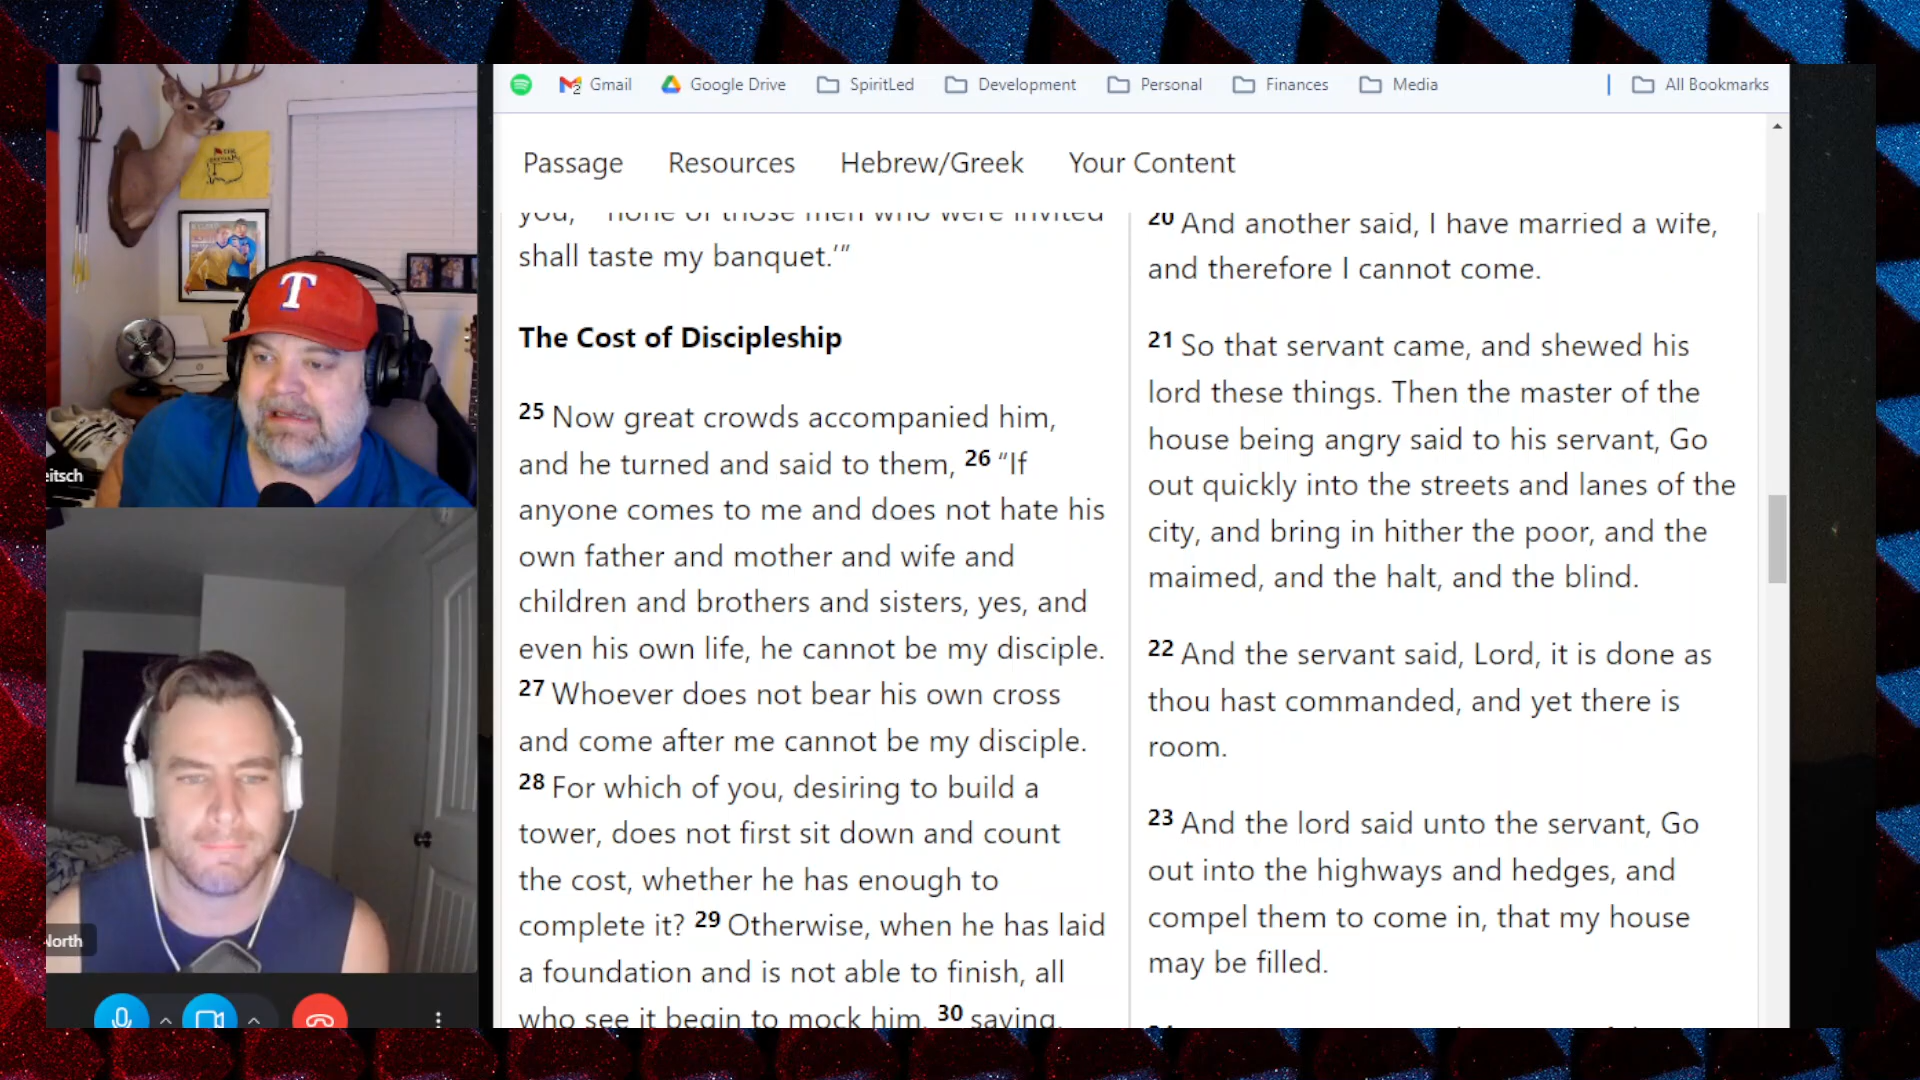 Gmail Google Drive SpiritLed Development Personal Finances Media All Bookmarks
Passage Resources Hebrew/Greek Your Content
you, none of those men who were invited
shall taste my banquet.’”
The Cost of Discipleship
25 Now great crowds accompanied him,
and he turned and said to them, 26 “If
anyone comes to me and does not hate his
own father and mother and wife and
children and brothers and sisters, yes, and
even his own life, he cannot be my disciple.
27 Whoever does not bear his own cross
and come after me cannot be my disciple.
28 For which of you, desiring to build a
tower, does not first sit down and count
the cost, whether he has enough to
complete it? 29 Otherwise, when he has laid
a foundation and is not able to finish, all
who see it begin to mock him, 30 saying,
20 And another said, I have married a wife,
and therefore I cannot come.
21 So that servant came, and shewed his
lord these things. Then the master of the
house being angry said to his servant, Go
out quickly into the streets and lanes of the
city, and bring in hither the poor, and the
maimed, and the halt, and the blind.
22 And the servant said, Lord, it is done as
thou hast commanded, and yet there is
room.
23 And the lord said unto the servant, Go
out into the highways and hedges, and
compel them to come in, that my house
may be filled.
T
eitsch
North